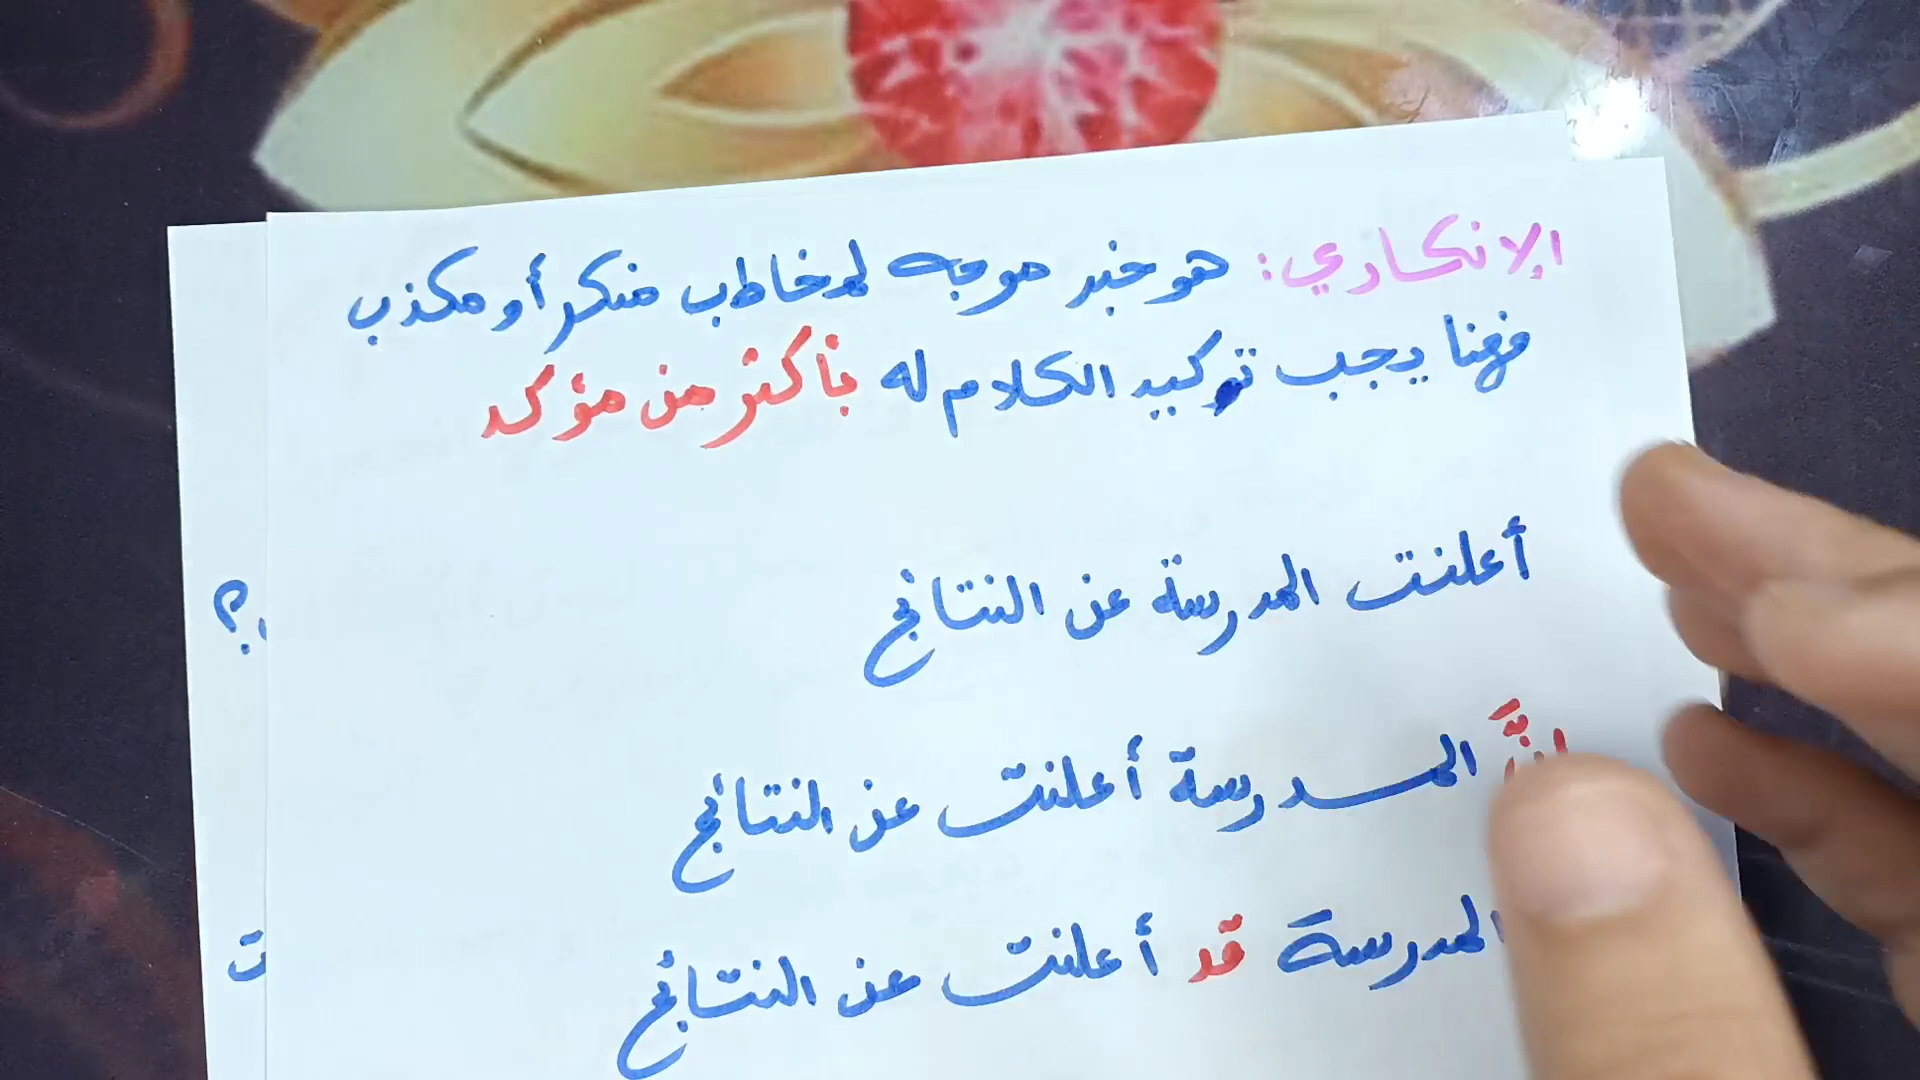 الإنكاري: هو خبر موجه لمخاطب منكر أو مكذب
فهنا يجب توكيد الكلام له بأكثر من مؤكد
أعلنت المدرسة عن النتائج
إنَّ المدرسة أعلنت عن النتائج
المدرسة قد أعلنت عن النتائج
؟
ت